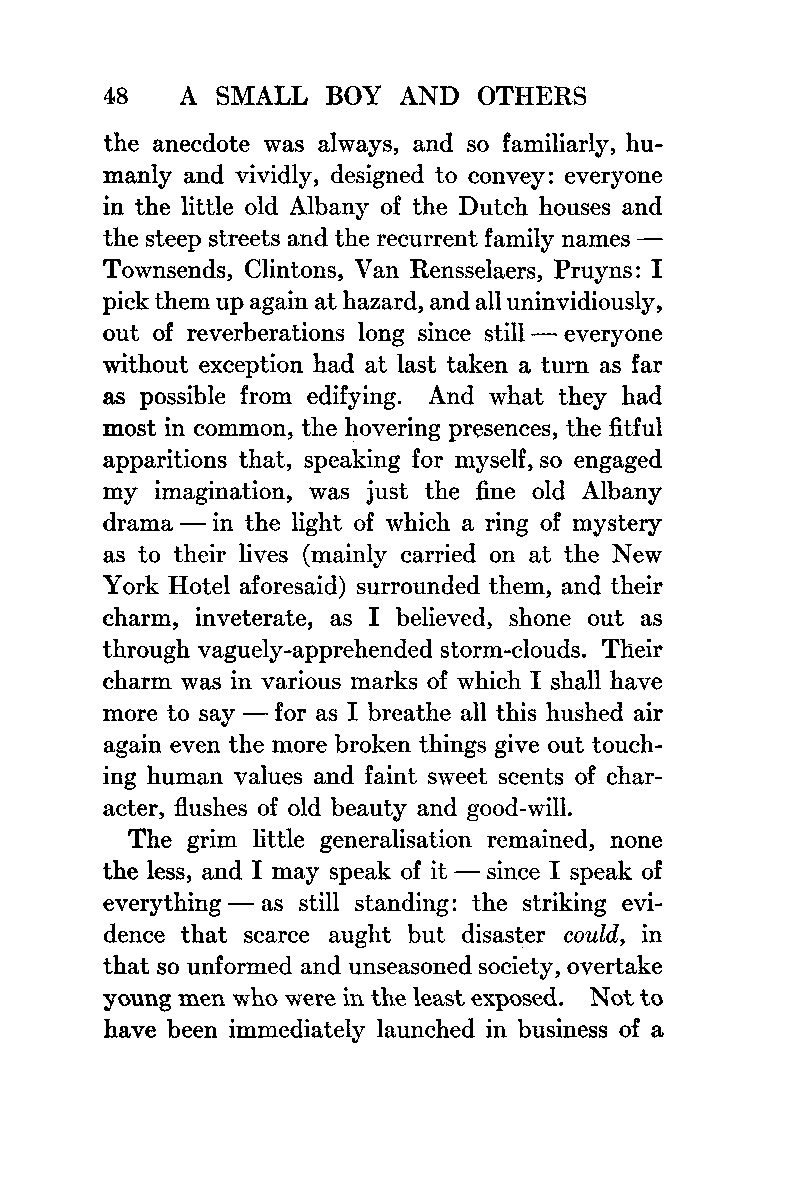 48 A SMALL BOY AND OTHERS
the anecdote was always, and so familiarly, hu-
manly and vividly, designed to convey: everyone
in the little old Albany of the Dutch houses and
the steep streets and the recurrent family names —
Townsends, Clintons, Van Rensselaers, Pruyns: I
pick them up again at hazard, and all uninvidiously,
out of reverberations long since still — everyone
without exception had at last taken a turn as far
as possible from edifying. And what they had
most in common, the hovering presences, the fitful
apparitions that, speaking for myself, so engaged
my imagination, was just the fine old Albany
drama — in the light of which a ring of mystery
as to their lives (mainly carried on at the New
York Hotel aforesaid) surrounded them, and their
charm, inveterate, as I believed, shone out as
through vaguely-apprehended storm-clouds. Their
charm was in various marks of which I shall have
more to say — for as I breathe all this hushed air
again even the more broken things give out touch-
ing human values and faint sweet scents of char-
acter, flushes of old beauty and good-will.
The grim little generalisation remained, none
the less, and I may speak of it — since I speak of
everything — as still standing: the striking evi-
dence that scarce aught but disaster could, in
that so unformed and unseasoned society, overtake
young men who were in the least exposed. Not to
have been immediately launched in business of a